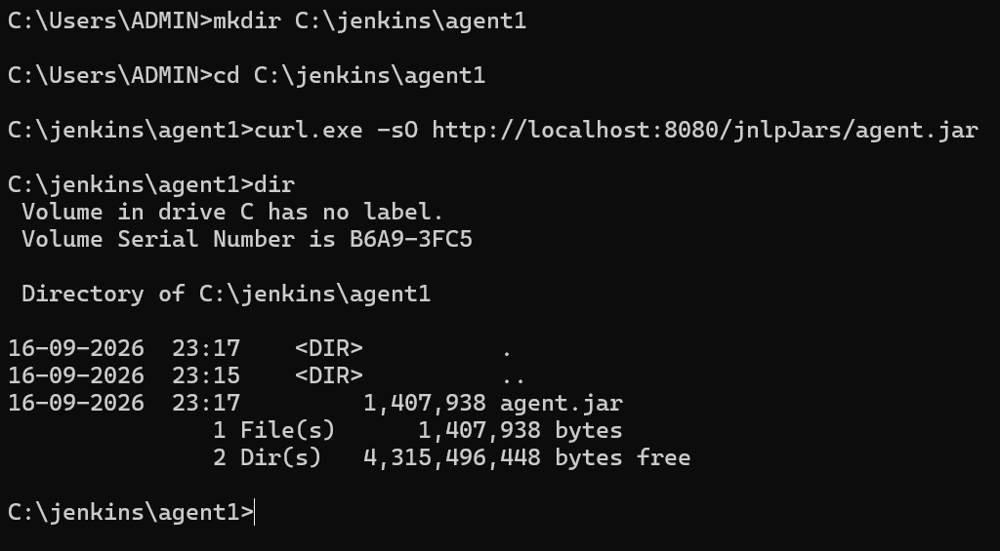 C:\Users\ADMIN>mkdir C:\jenkins\agent1
C:\Users\ADMIN>cd C:\jenkins\agent1
C:\jenkins\agent1>curl.exe -sO http://localhost:8080/jnlpJars/agent.jar
C:\jenkins\agent1>dir
 Volume in drive C has no label.
 Volume Serial Number is B6A9-3FC5
 Directory of C:\jenkins\agent1
16-09-2026  23:17    <DIR>          .
16-09-2026  23:15    <DIR>          ..
16-09-2026  23:17         1,407,938 agent.jar
               1 File(s)      1,407,938 bytes
               2 Dir(s)   4,315,496,448 bytes free
C:\jenkins\agent1>